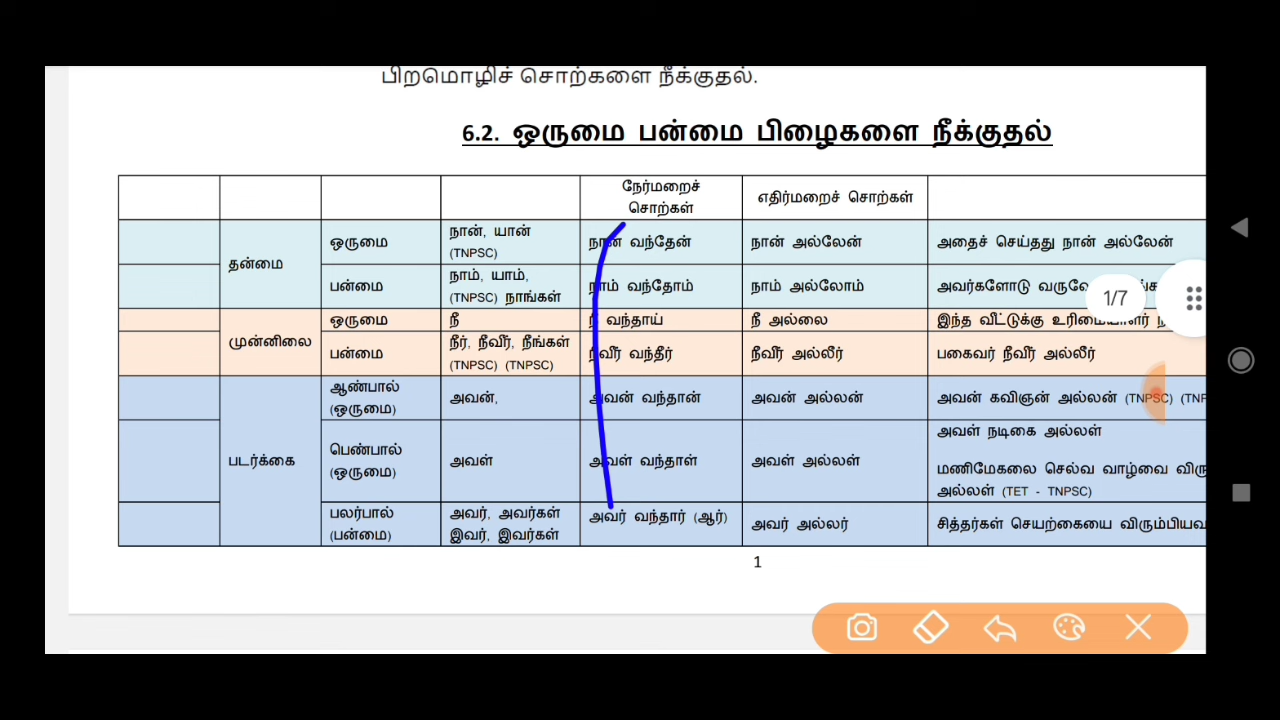 பிறமொழிச் சொற்களை நீக்குதல்.
6.2. ஒருமை பன்மை பிழைகளை நீக்குதல்
நேர்மறைச் சொற்கள்
எதிர்மறைச் சொற்கள்
தன்மை
ஒருமை
நான், யான்
(TNPSC)
நான் வந்தேன்
நான் அல்லேன்
அதைச் செய்தது நான் அல்லேன்
பன்மை
நாம், யாம்,
(TNPSC) நாங்கள்
நாம் வந்தோம்
நாம் அல்லோம்
அவர்களோடு
1/7
முன்னிலை
ஒருமை
நீ
நீ வந்தாய்
நீ அல்லை
இந்த வீட்டுக்கு
பன்மை
நீர், நீவீர், நீங்கள்
(TNPSC) (TNPSC)
நீவீர் வந்தீர்
நீவீர் அல்லீர்
பகைவர் நீவீர் அல்லீர்
படர்க்கை
ஆண்பால்
(ஒருமை)
அவன்,
அவன் வந்தான்
அவன் அல்லன்
அவன் கவிஞன் அல்லன் (TNPSC)
பெண்பால்
(ஒருமை)
அவள்
அவள் வந்தாள்
அவள் அல்லள்
அவள் நடிகை அல்லள்
மணிமேகலை செல்வ வாழ்வை
அல்லள் (TET - TNPSC)
பலர்பால்
(பன்மை)
அவர், அவர்கள்
இவர், இவர்கள்
அவர் வந்தார் (ஆர்)
அவர் அல்லர்
சித்தர்கள் செயற்கையை
1